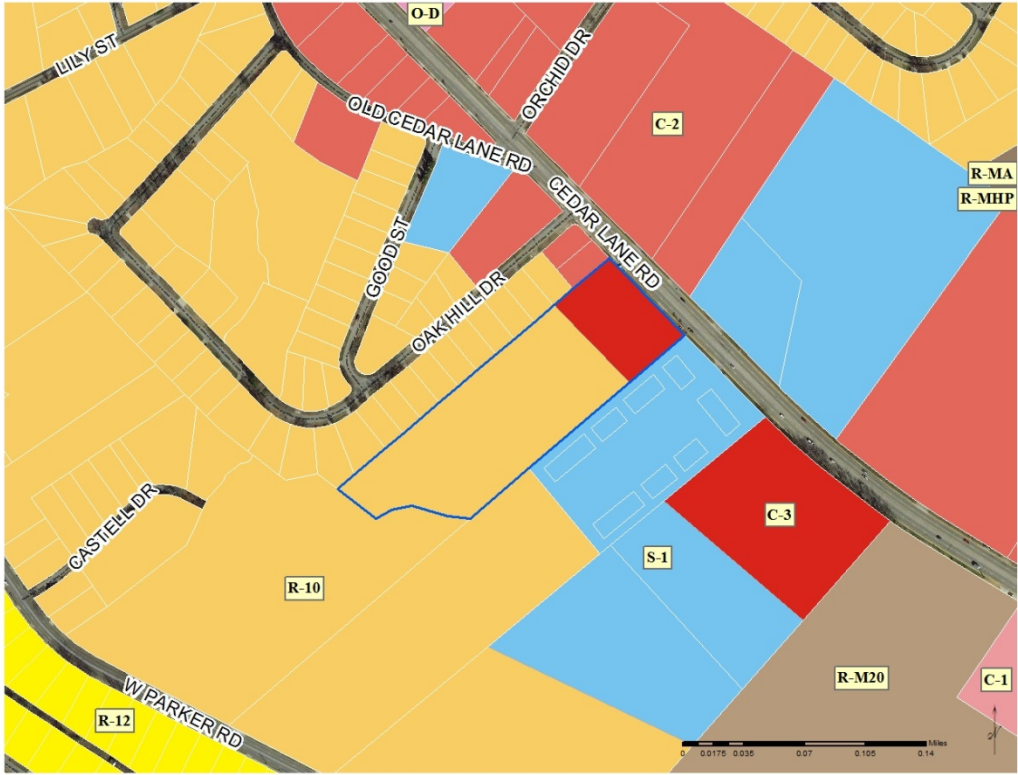 O-D
LILY ST
ORCHID DR
OLD CEDAR LANE RD
C-2
R-MA
R-MHP
CEDAR LANE RD
GOOD ST
OAK HILL DR
CASTELL DR
C-3
S-1
R-10
R-M20
C-1
W PARKER RD
R-12
Miles
0 0.0175 0.035 0.07 0.105 0.14